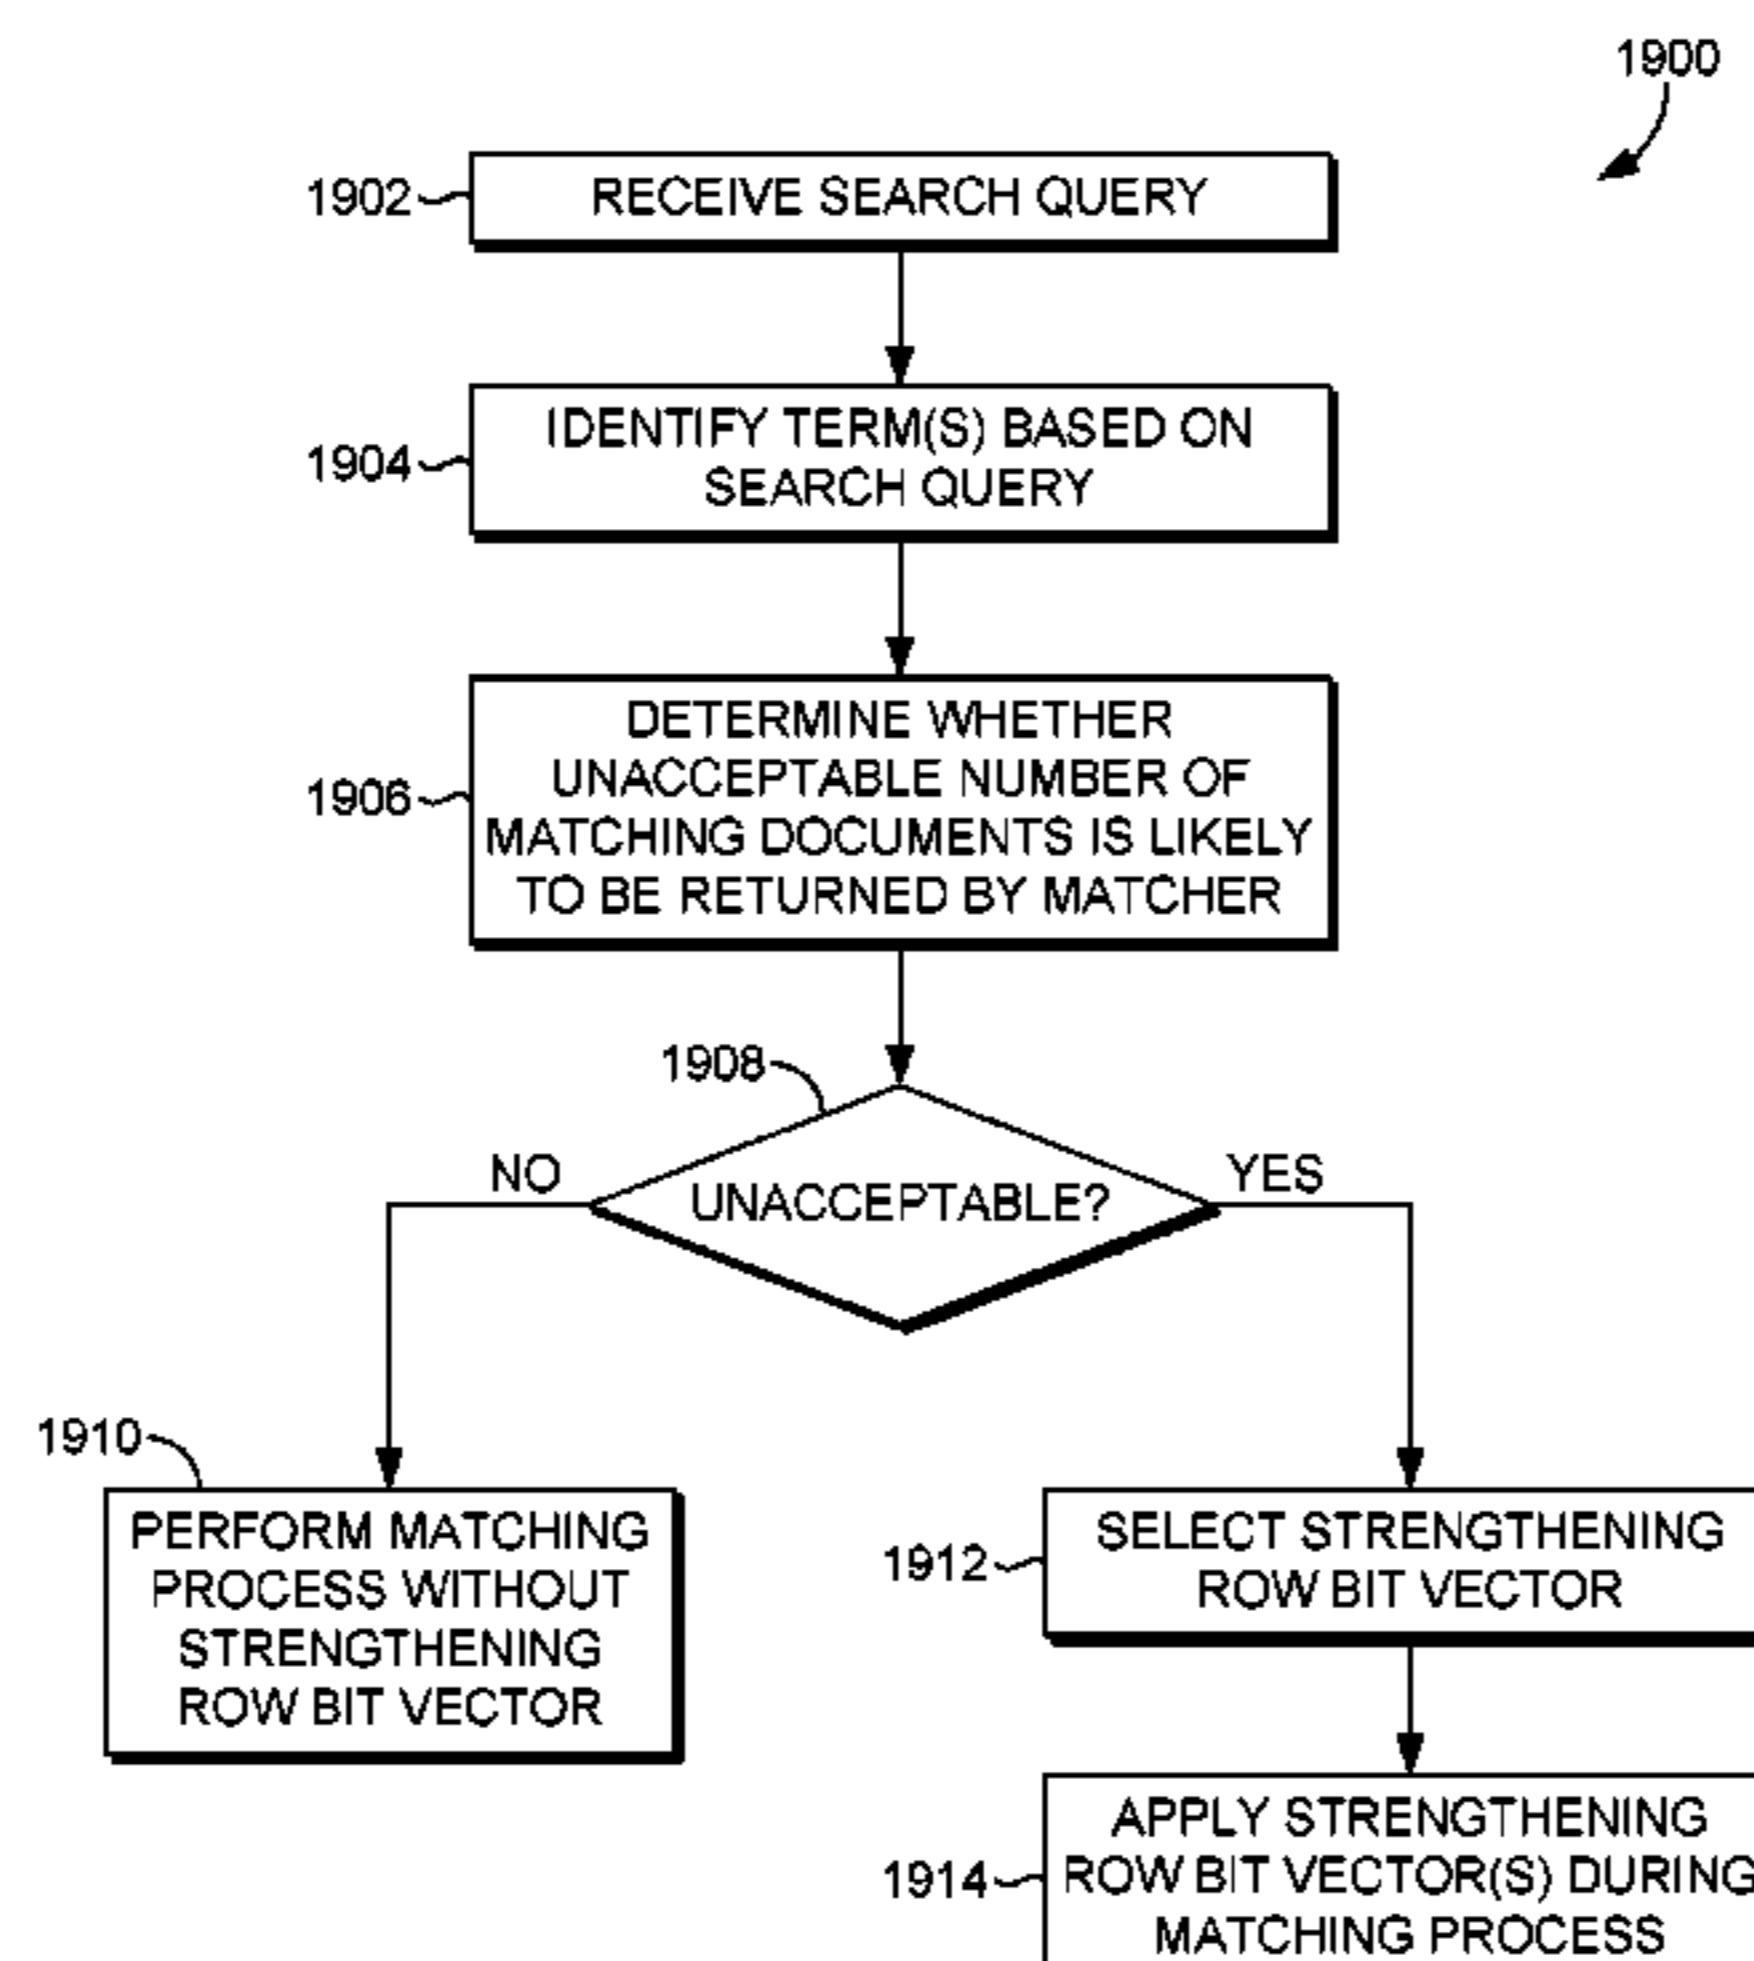 1900
1902
RECEIVE SEARCH QUERY
1904
IDENTIFY TERM(S) BASED ON
SEARCH QUERY
1906
DETERMINE WHETHER
UNACCEPTABLE NUMBER OF
MATCHING DOCUMENTS IS LIKELY
TO BE RETURNED BY MATCHER
1908
NO
UNACCEPTABLE?
YES
1910
PERFORM MATCHING
PROCESS WITHOUT
STRENGTHENING
ROW BIT VECTOR
1912
SELECT STRENGTHENING
ROW BIT VECTOR
1914
APPLY STRENGTHENING
ROW BIT VECTOR(S) DURING
MATCHING PROCESS